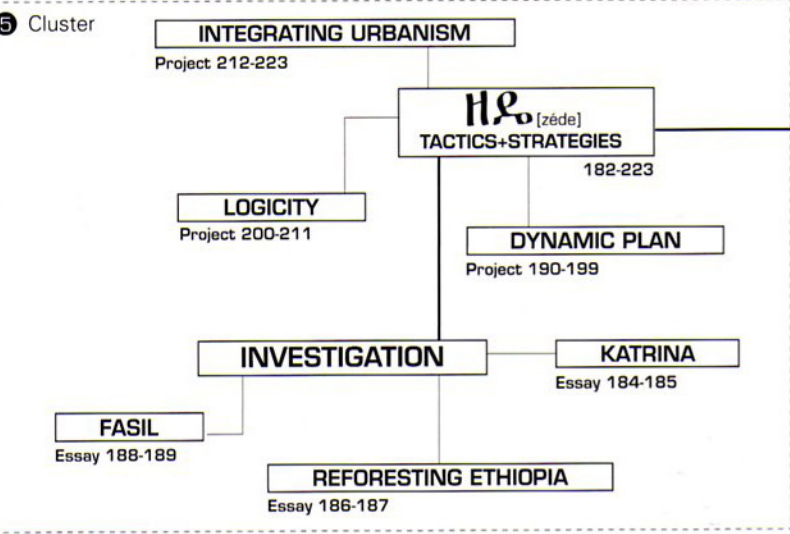 5 Cluster
INTEGRATING URBANISM
Project 212-223
ዘዴ [zéde]
TACTICS+STRATEGIES
182-223
LOGICITY
Project 200-211
DYNAMIC PLAN
Project 190-199
INVESTIGATION
KATRINA
Essay 184-185
FASIL
Essay 188-189
REFORESTING ETHIOPIA
Essay 186-187